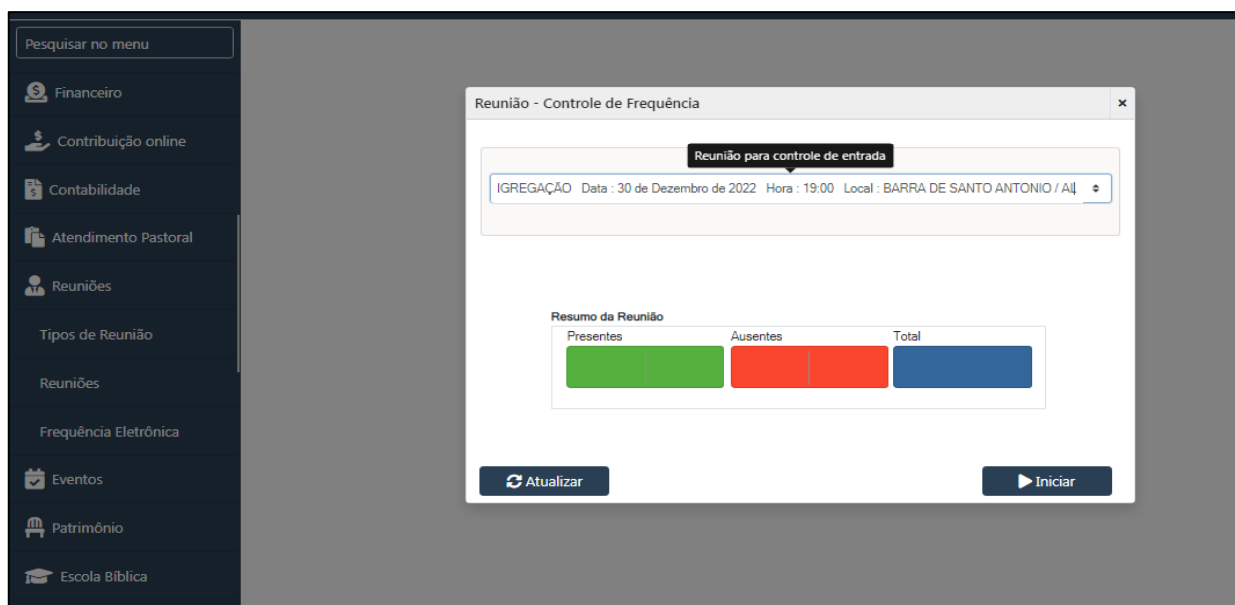 Pesquisar no menu
Financeiro
Contribuição online
Contabilidade
Atendimento Pastoral
Reuniões
Tipos de Reunião
Reuniões
Frequência Eletrônica
Eventos
Patrimônio
Escola Bíblica
Reunião - Controle de Frequência
Reunião para controle de entrada
IGREGAÇÃO Data : 30 de Dezembro de 2022 Hora : 19:00 Local : BARRA DE SANTO ANTONIO / AL
Resumo da Reunião
Presentes Ausentes Total
Atualizar Iniciar